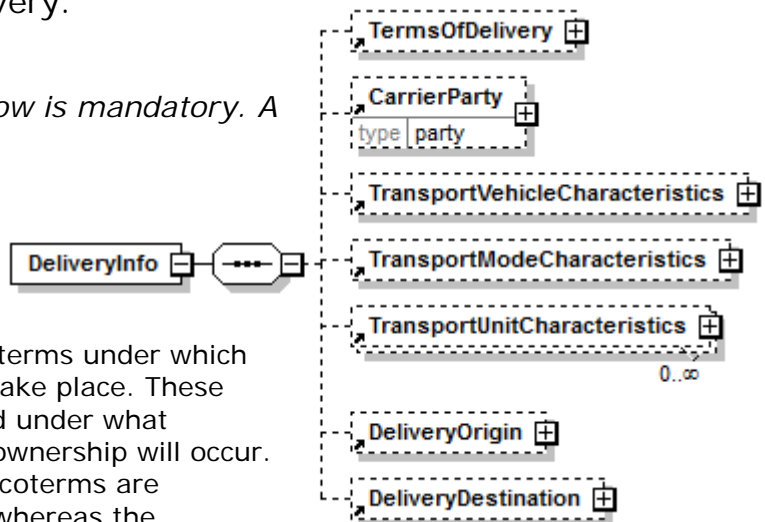 very.
ow is mandatory. A
terms under which
ake place. These
d under what
ownership will occur.
coterms are
whereas the
DeliveryInfo
TermsOfDelivery
CarrierParty
type party
TransportVehicleCharacteristics
TransportModeCharacteristics
TransportUnitCharacteristics
0..∞
DeliveryOrigin
DeliveryDestination